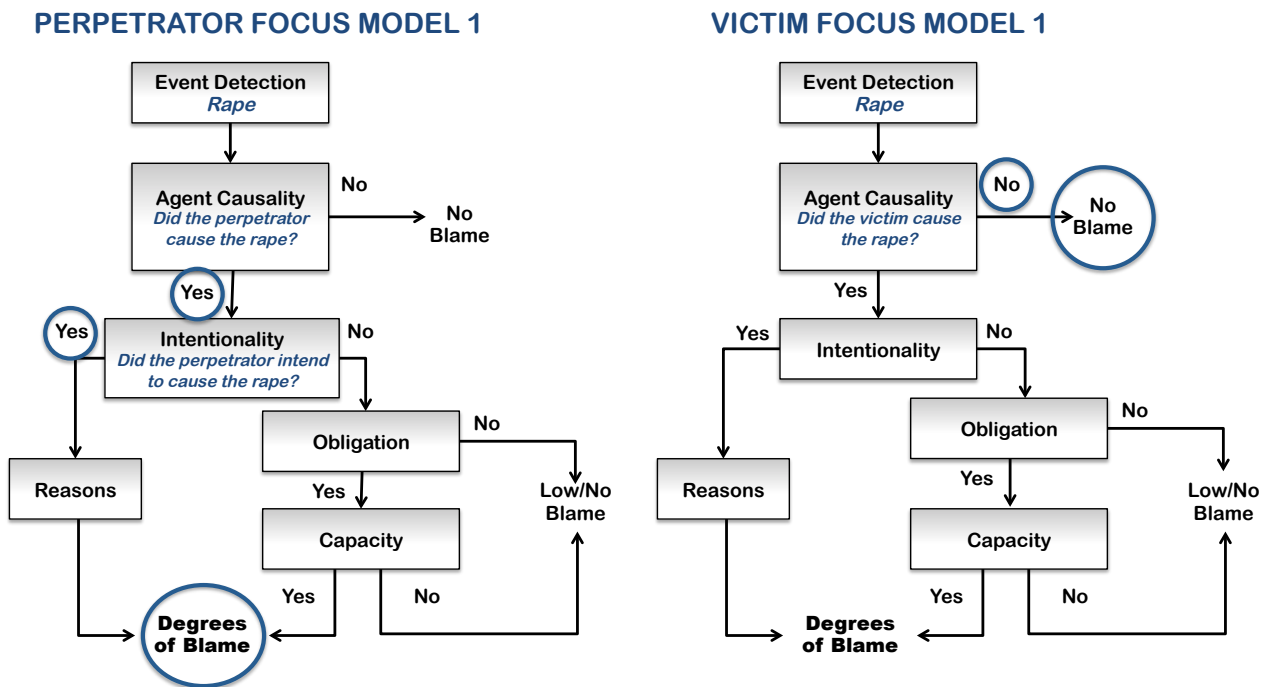 PERPETRATOR FOCUS MODEL 1
Event Detection
Rape
Agent Causality
Did the perpetrator
cause the rape?
No
No
Blame
Yes
Yes
Intentionality
Did the perpetrator intend
to cause the rape?
No
Obligation
No
Reasons
Yes
Low/No
Blame
Capacity
Yes
No
Degrees
of Blame
VICTIM FOCUS MODEL 1
Event Detection
Rape
Agent Causality
Did the victim cause
the rape?
No
No
Blame
Yes
Yes
Intentionality
No
Obligation
No
Reasons
Yes
Low/No
Blame
Capacity
Yes
No
Degrees
of Blame